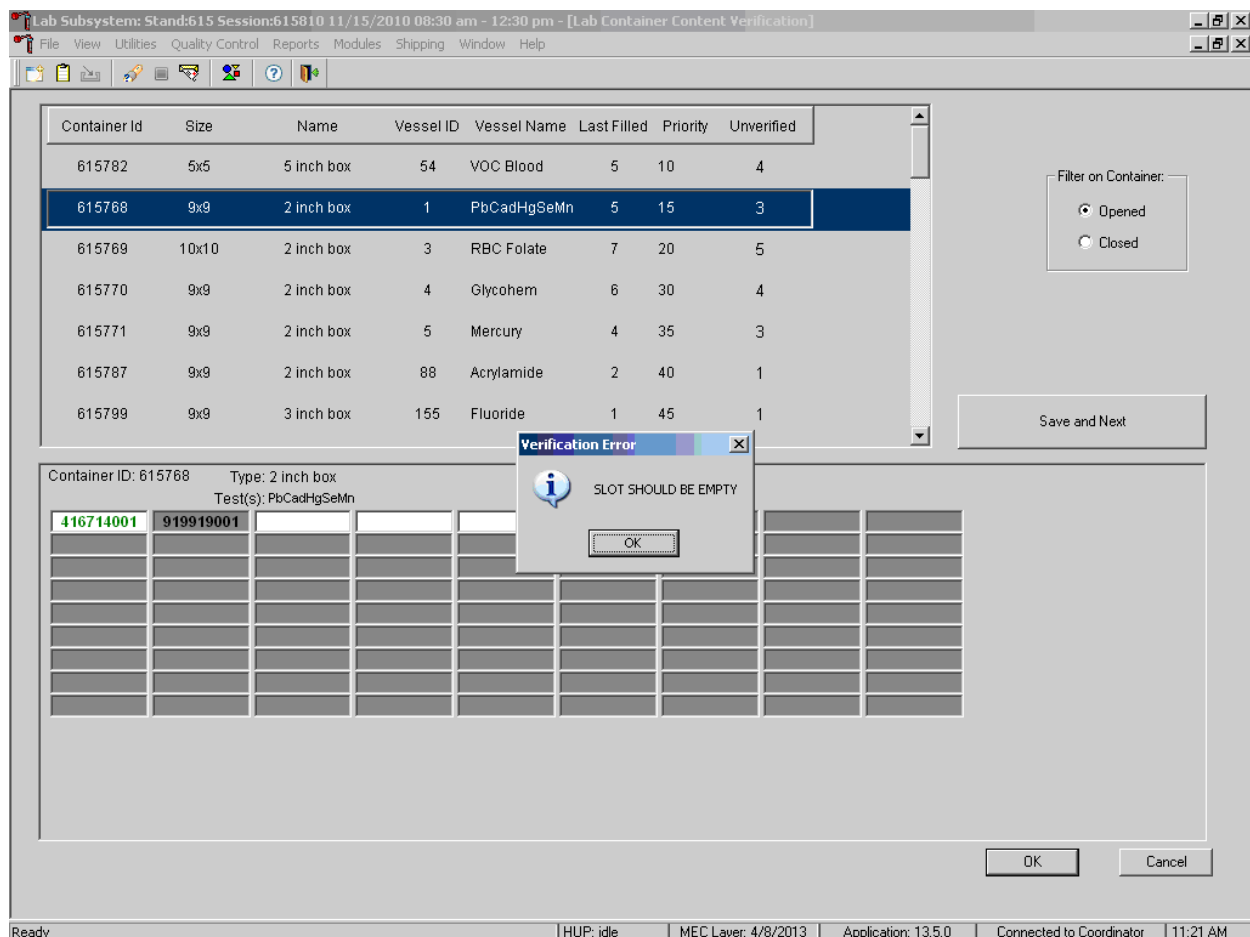 Lab Subsystem: Stand:615 Session:615810 11/15/2010 08:30 am - 12:30 pm - [Lab Container Content Verification]
File View Utilities Quality Control Reports Modules Shipping Window Help
Container Id Size Name Vessel ID Vessel Name Last Filled Priority Unverified
615782 5x5 5 inch box 54 VOC Blood 5 10 4
615768 9x9 2 inch box 1 PbCadHgSeMn 5 15 3
615769 10x10 2 inch box 3 RBC Folate 7 20 5
615770 9x9 2 inch box 4 Glycohem 6 30 4
615771 9x9 2 inch box 5 Mercury 4 35 3
615787 9x9 2 inch box 88 Acrylamide 2 40 1
615799 9x9 3 inch box 155 Fluoride 1 45 1
Filter on Container:
Opened
Closed
Save and Next
Verification Error
SLOT SHOULD BE EMPTY
OK
Container ID: 615768 Type: 2 inch box
Test(s): PbCadHgSeMn
416714001 919919001
OK Cancel
Ready HUP: idle MEC Layer: 4/8/2013 Application: 13.5.0 Connected to Coordinator 11:21 AM